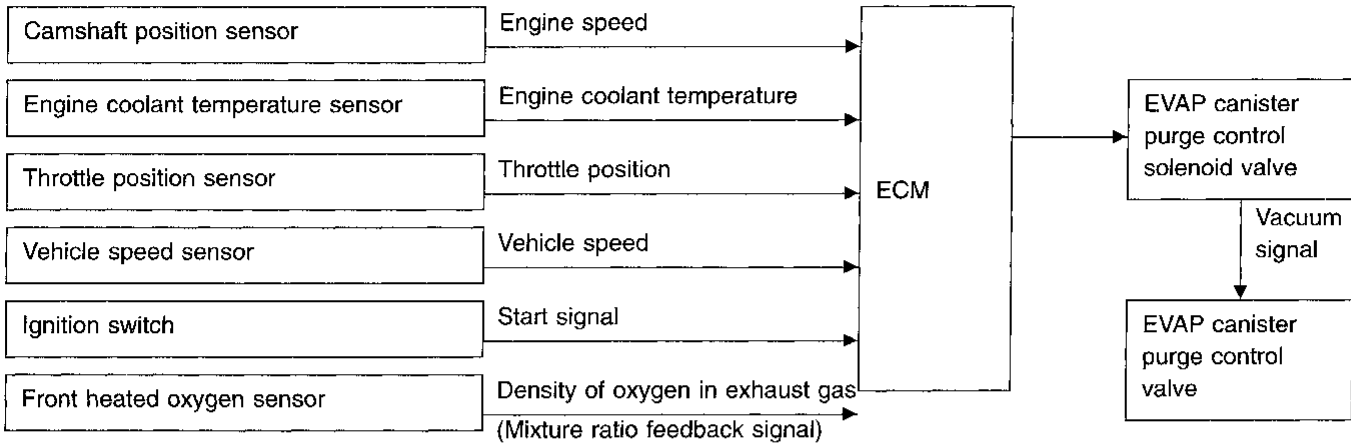 Camshaft position sensor
Engine speed
Engine coolant temperature sensor
Engine coolant temperature
Throttle position sensor
Throttle position
Vehicle speed sensor
Vehicle speed
Ignition switch
Start signal
Front heated oxygen sensor
Density of oxygen in exhaust gas
(Mixture ratio feedback signal)
ECM
EVAP canister
purge control
solenoid valve
Vacuum
signal
EVAP canister
purge control
valve